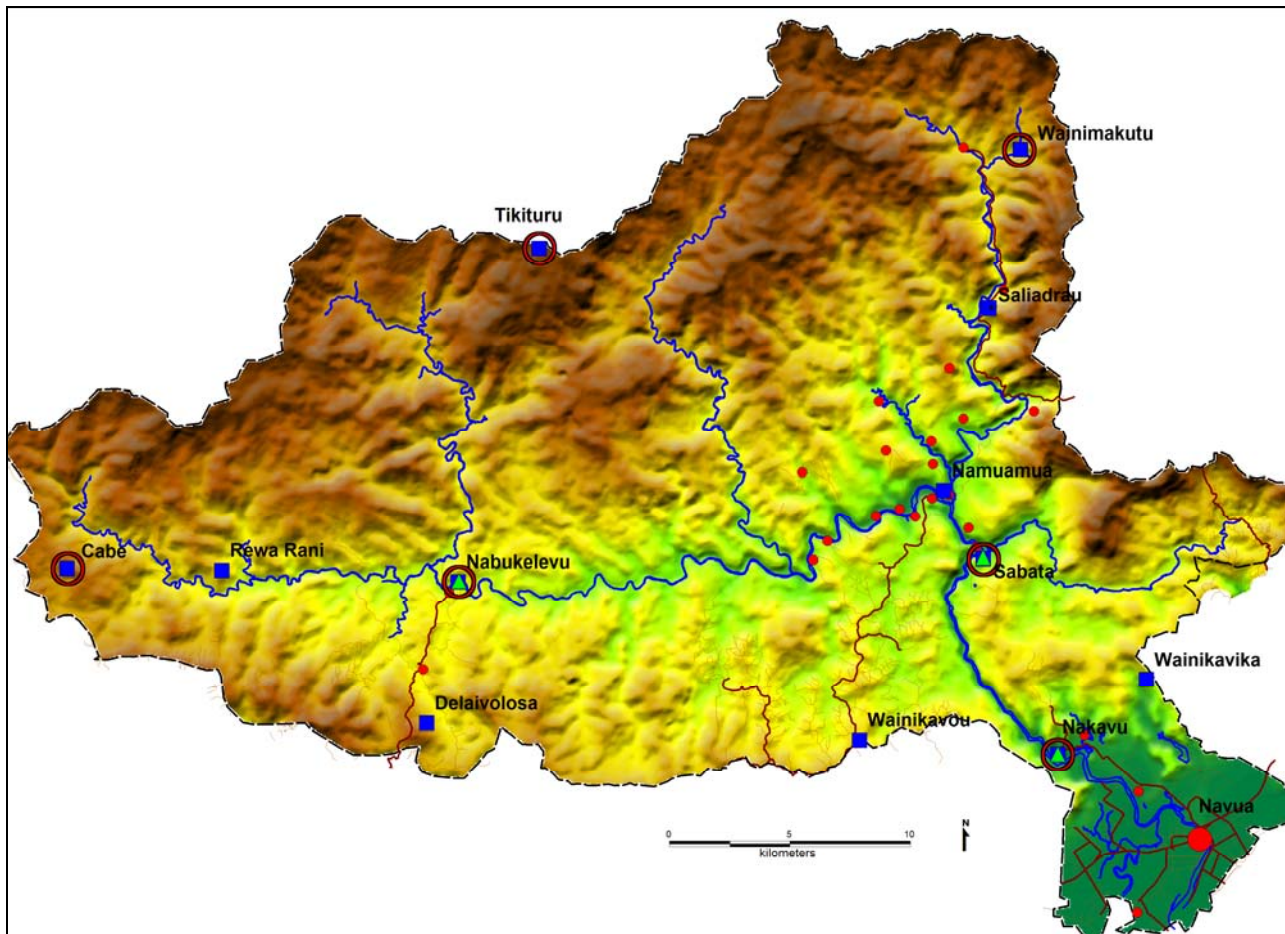 Wainimakutu
Tikituru
Saliadrau
Namuamua
Cabe
Rewa Rani
Nabukelevu
Sabata
Wainikavika
Delaivolosa
Wainikavou
Nakavu
Navua
0 5 10
kilometers
N